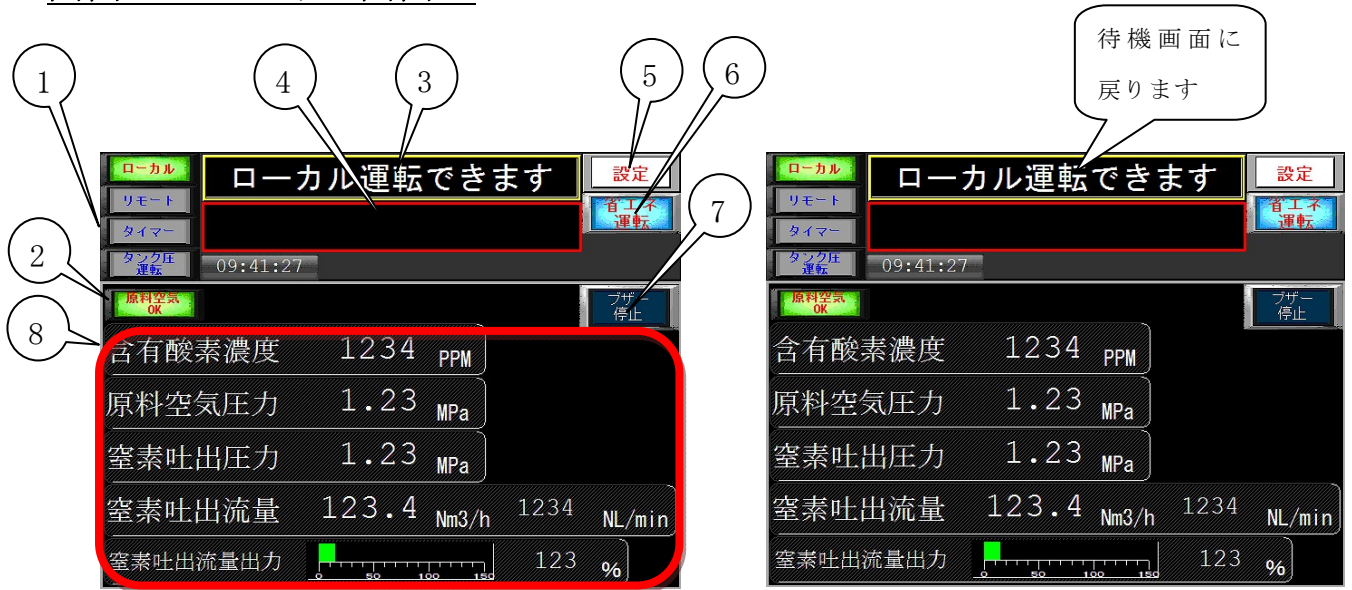 1
4
3
5
6
待機画面に
戻ります
ローカル
ローカル運転できます
設定
リモート
省エネ
運転
タイマー
7
タンク圧
運転
09:41:27
2
原料空気
OK
ブザー
停止
8
含有酸素濃度 1234 PPM
原料空気圧力 1.23 MPa
窒素吐出圧力 1.23 MPa
窒素吐出流量 123.4 Nm3/h 1234 NL/min
窒素吐出流量出力 0 50 100 150 123 %
ローカル
ローカル運転できます
設定
リモート
省エネ
運転
タイマー
タンク圧
運転
09:41:27
原料空気
OK
ブザー
停止
含有酸素濃度 1234 PPM
原料空気圧力 1.23 MPa
窒素吐出圧力 1.23 MPa
窒素吐出流量 123.4 Nm3/h 1234 NL/min
窒素吐出流量出力 0 50 100 150 123 %